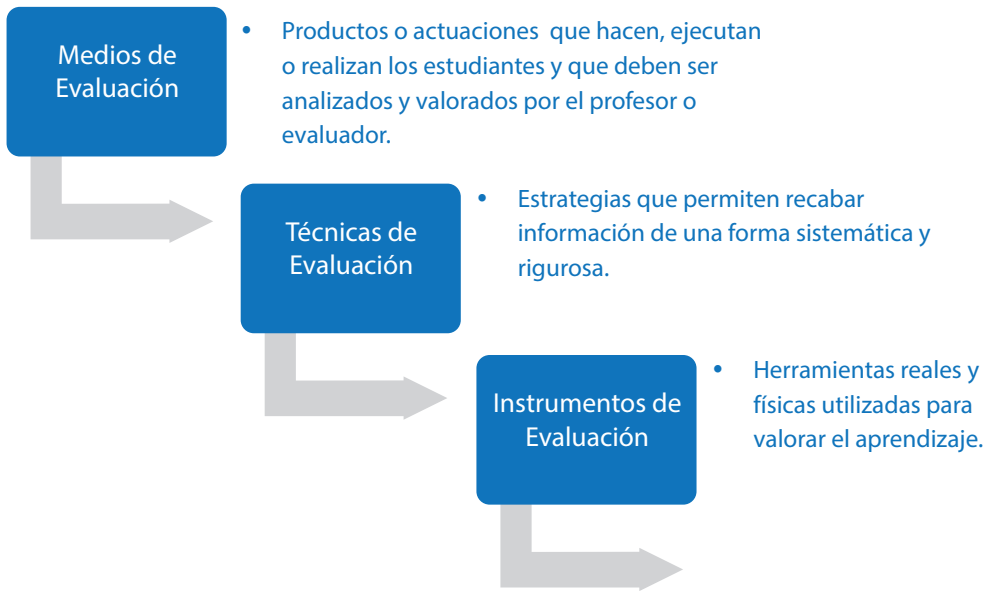 Medios de
Evaluación
• Productos o actuaciones que hacen, ejecutan
o realizan los estudiantes y que deben ser
analizados y valorados por el profesor o
evaluador.
Técnicas de
Evaluación
• Estrategias que permiten recabar
información de una forma sistemática y
rigurosa.
Instrumentos de
Evaluación
• Herramientas reales y
físicas utilizadas para
valorar el aprendizaje.